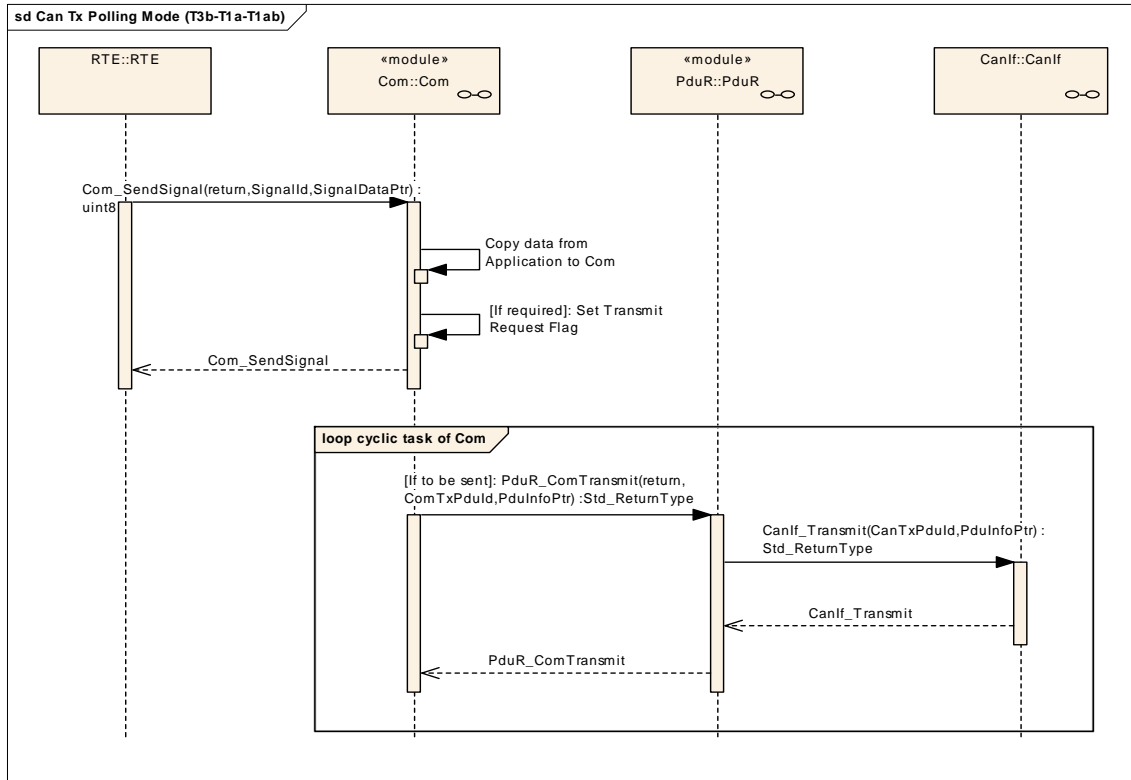 sd Can Tx Polling Mode (T3b-T1a-T1ab)
RTE::RTE
«module»
Com::Com
«module»
PduR::PduR
CanIf::CanIf
Com_SendSignal(return,SignalId,SignalDataPtr) :
uint8
Copy data from
Application to Com
[If required]: Set Transmit
Request Flag
Com_SendSignal
loop cyclic task of Com
[If to be sent]: PduR_ComTransmit(return,
ComTxPduId,PduInfoPtr) :Std_ReturnType
CanIf_Transmit(CanTxPduId,PduInfoPtr) :
Std_ReturnType
CanIf_Transmit
PduR_ComTransmit